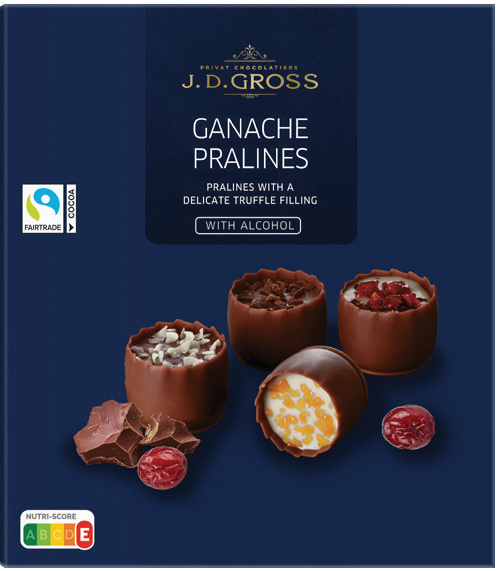 PRIVAT CHOCOLATIERS
J.D.GROSS
GANACHE
PRALINES
PRALINES WITH A
DELICATE TRUFFLE FILLING
WITH ALCOHOL
FAIRTRADE
COCOA
NUTRI-SCORE
A B C D E